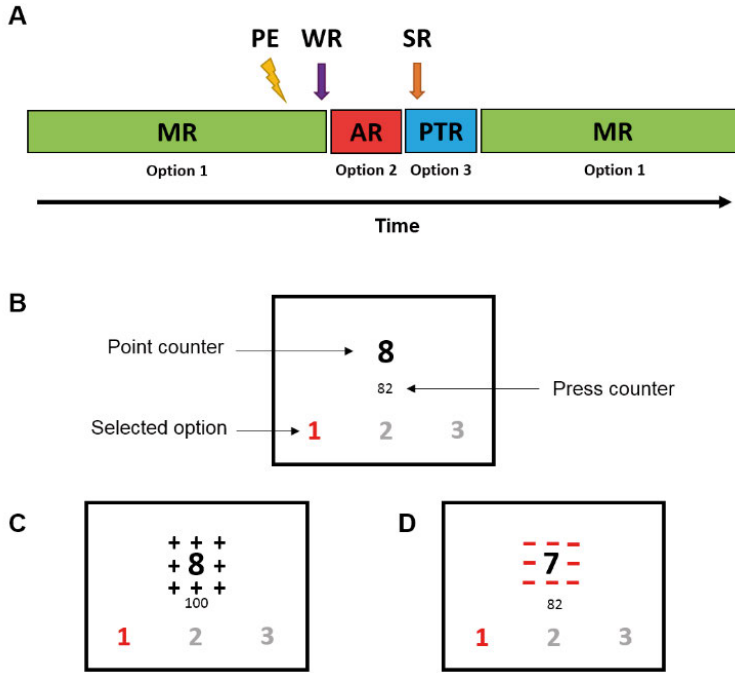 A
PE WR SR
MR AR PTR MR
Option 1 Option 2 Option 3 Option 1
Time
B
Point counter 8
82 Press counter
Selected option 1 2 3
C D
+ + +
+ 8 +
+ + +
100
1 2 3
– – –
– 7 –
– – –
82
1 2 3